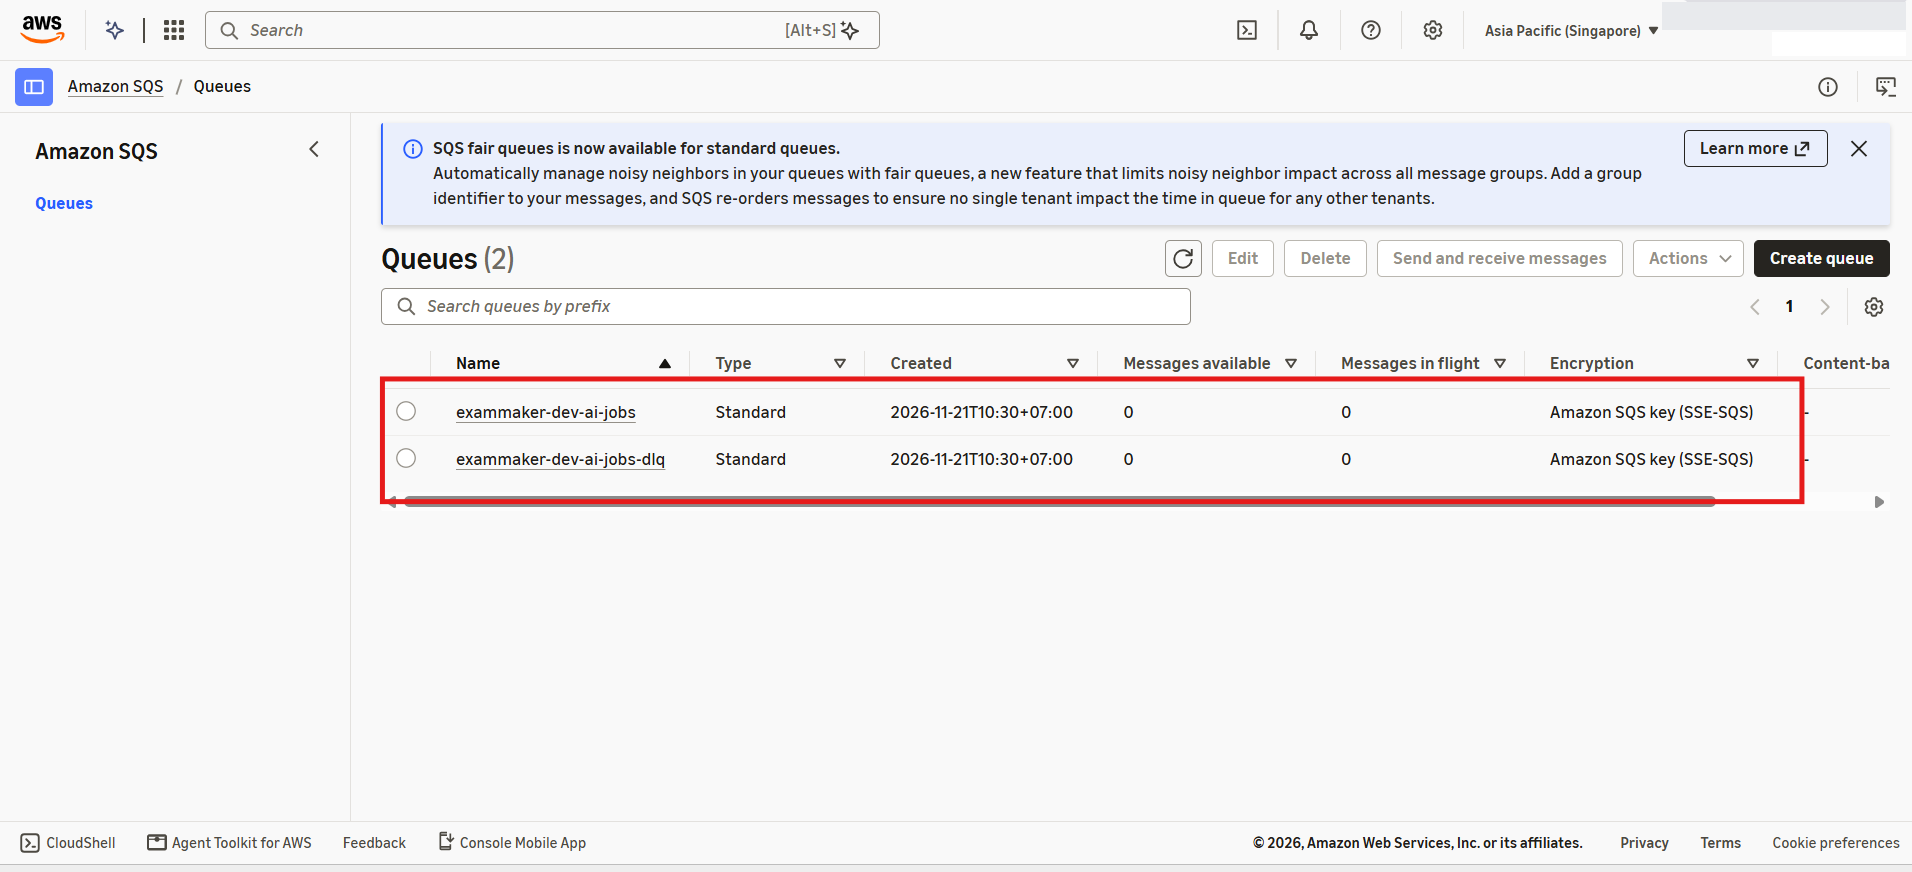 aws
Search [Alt+S]
Asia Pacific (Singapore)
Amazon SQS / Queues
Amazon SQS
Queues
SQS fair queues is now available for standard queues.
Automatically manage noisy neighbors in your queues with fair queues, a new feature that limits noisy neighbor impact across all message groups. Add a group
identifier to your messages, and SQS re-orders messages to ensure no single tenant impact the time in queue for any other tenants.
Learn more
Queues (2)
Edit Delete Send and receive messages Actions Create queue
Search queues by prefix
1
Name Type Created Messages available Messages in flight Encryption Content-ba
exammaker-dev-ai-jobs Standard 2026-11-21T10:30+07:00 0 0 Amazon SQS key (SSE-SQS) -
exammaker-dev-ai-jobs-dlq Standard 2026-11-21T10:30+07:00 0 0 Amazon SQS key (SSE-SQS) -
CloudShell Agent Toolkit for AWS Feedback Console Mobile App © 2026, Amazon Web Services, Inc. or its affiliates. Privacy Terms Cookie preferences